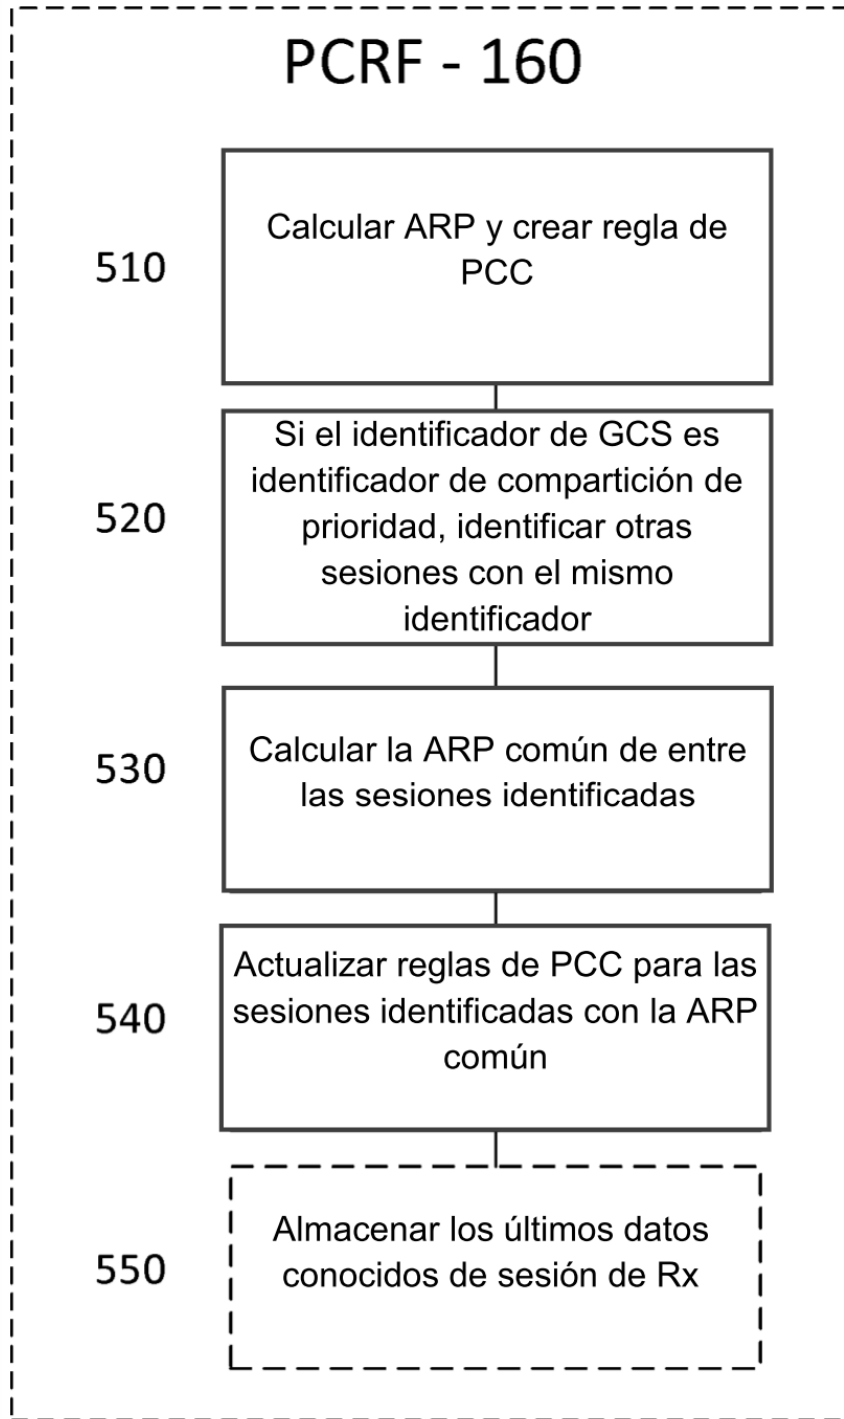 PCRF - 160
510
Calcular ARP y crear regla de
PCC
520
Si el identificador de GCS es
identificador de compartición de
prioridad, identificar otras
sesiones con el mismo
identificador
530
Calcular la ARP común de entre
las sesiones identificadas
540
Actualizar reglas de PCC para las
sesiones identificadas con la ARP
común
550
Almacenar los últimos datos
conocidos de sesión de Rx